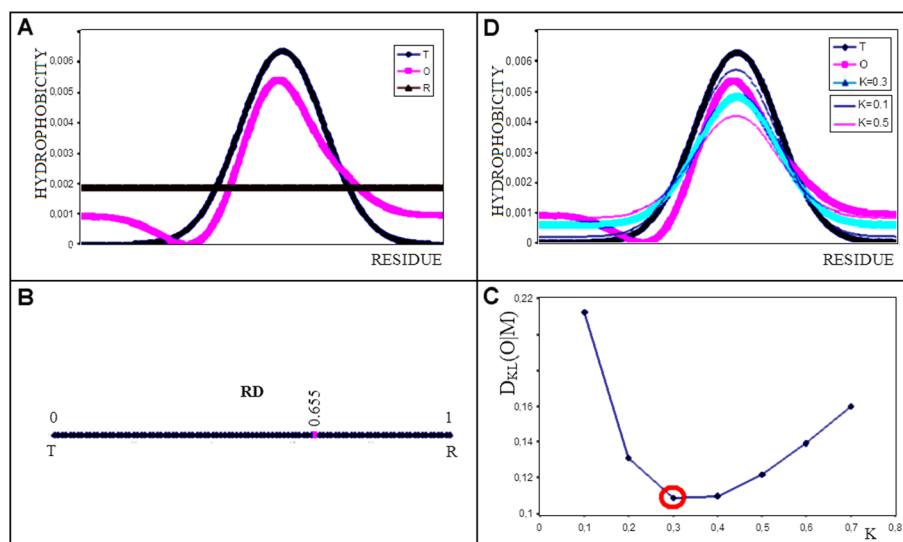 A
HYDROPHOBICITY
0,006
0,005
0,004
0,003
0,002
0,001
0
T
O
R
RESIDUE
D
HYDROPHOBICITY
0,006
0,005
0,004
0,003
0,002
0,001
0
T
O
K=0.3
K=0.1
K=0.5
RESIDUE
B
RD
0
0.655
1
T
R
C
DKL(O|M)
0,22
0,18
0,16
0,14
0,12
0,1
0
0,1
0,2
0,3
0,4
0,5
0,6
0,7
0,8
K